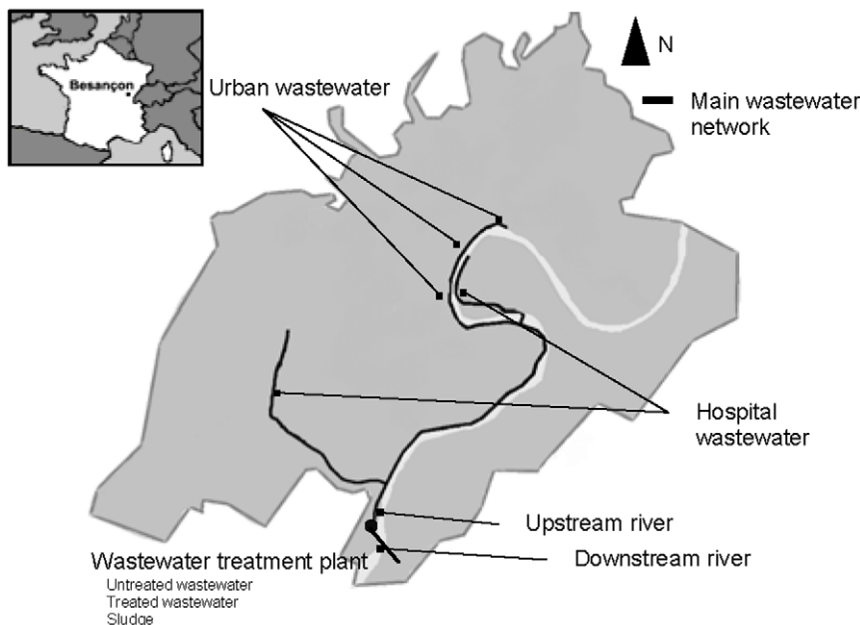 Besançon
Urban wastewater
N
Main wastewater
network
Hospital
wastewater
Upstream river
Downstream river
Wastewater treatment plant
Untreated wastewater
Treated wastewater
Sludge